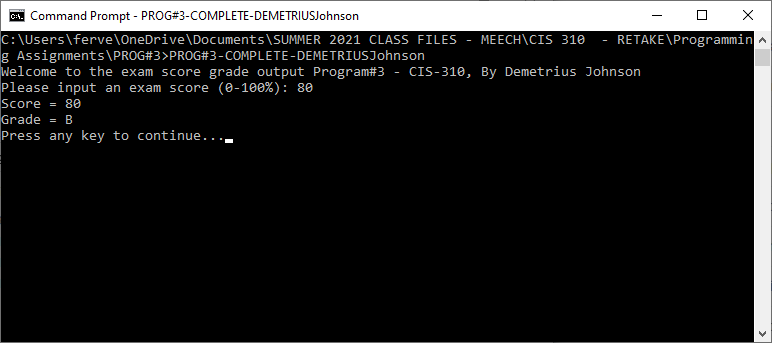 Command Prompt - PROG#3-COMPLETE-DEMETRIUSJohnson
C:\Users\ferve\OneDrive\Documents\SUMMER 2021 CLASS FILES - MEECH\CIS 310  - RETAKE\Programmin
g Assignments\PROG#3>PROG#3-COMPLETE-DEMETRIUSJohnson
Welcome to the exam score grade output Program#3 - CIS-310, By Demetrius Johnson
Please input an exam score (0-100%): 80
Score = 80
Grade = B
Press any key to continue...